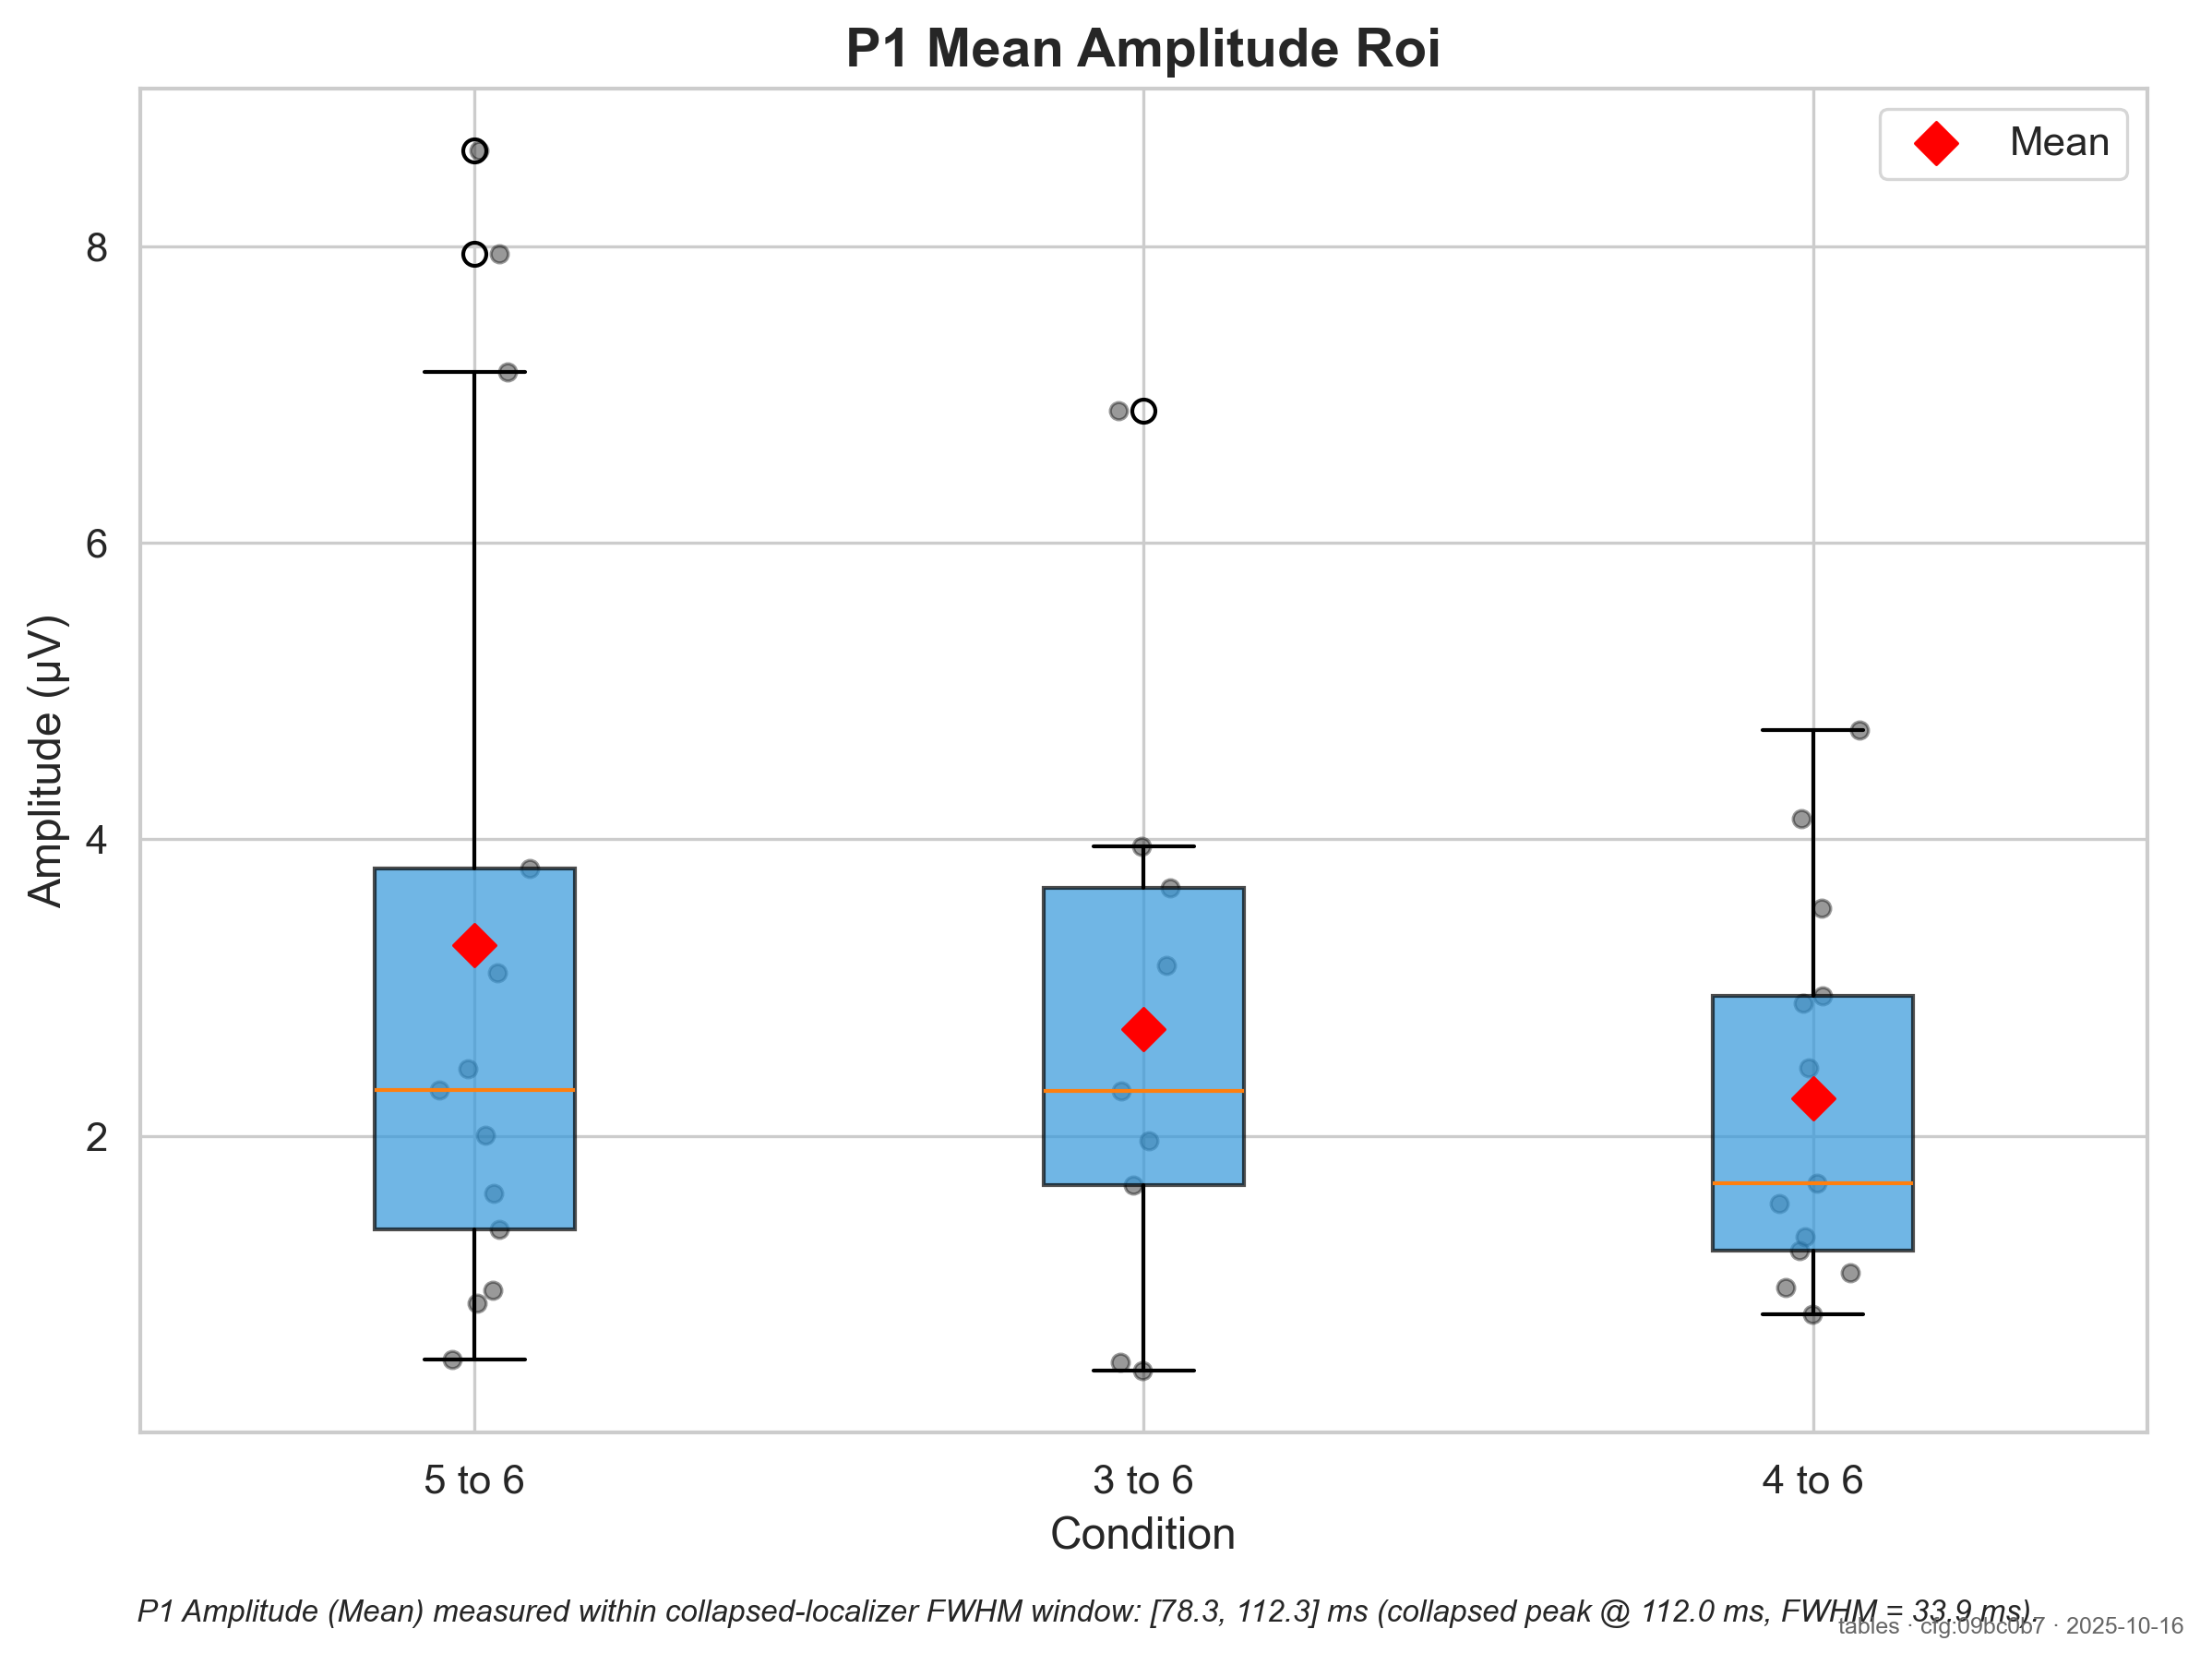 P1 Mean Amplitude Roi
Mean
8
6
4
2
Amplitude (µV)
5 to 6
3 to 6
4 to 6
Condition
P1 Amplitude (Mean) measured within collapsed-localizer FWHM window: [78.3, 112.3] ms (collapsed peak @ 112.0 ms, FWHM = 33.9 ms).
tables · cfg:09bc0b7 · 2025-10-16